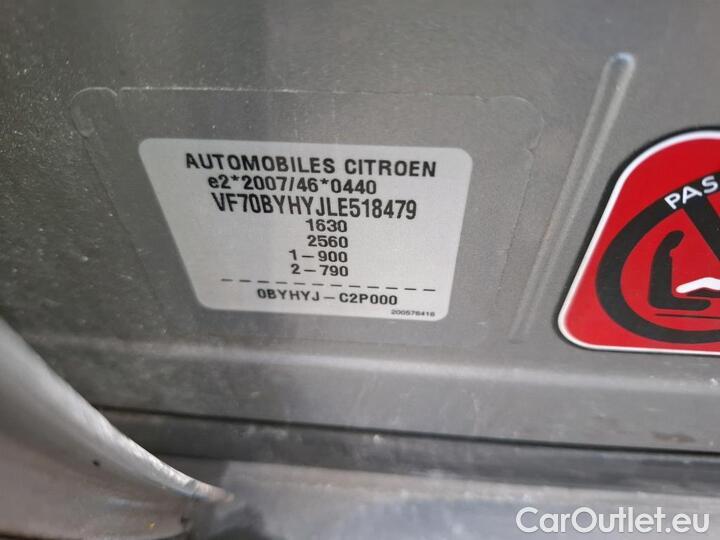 AUTOMOBILES CITROEN
e2*2007/46*0440
VF70BYHYJLE518479
1630
2560
1-900
2-790
0BYHYJ-C2P000
200576416
PAS
CarOutlet.eu